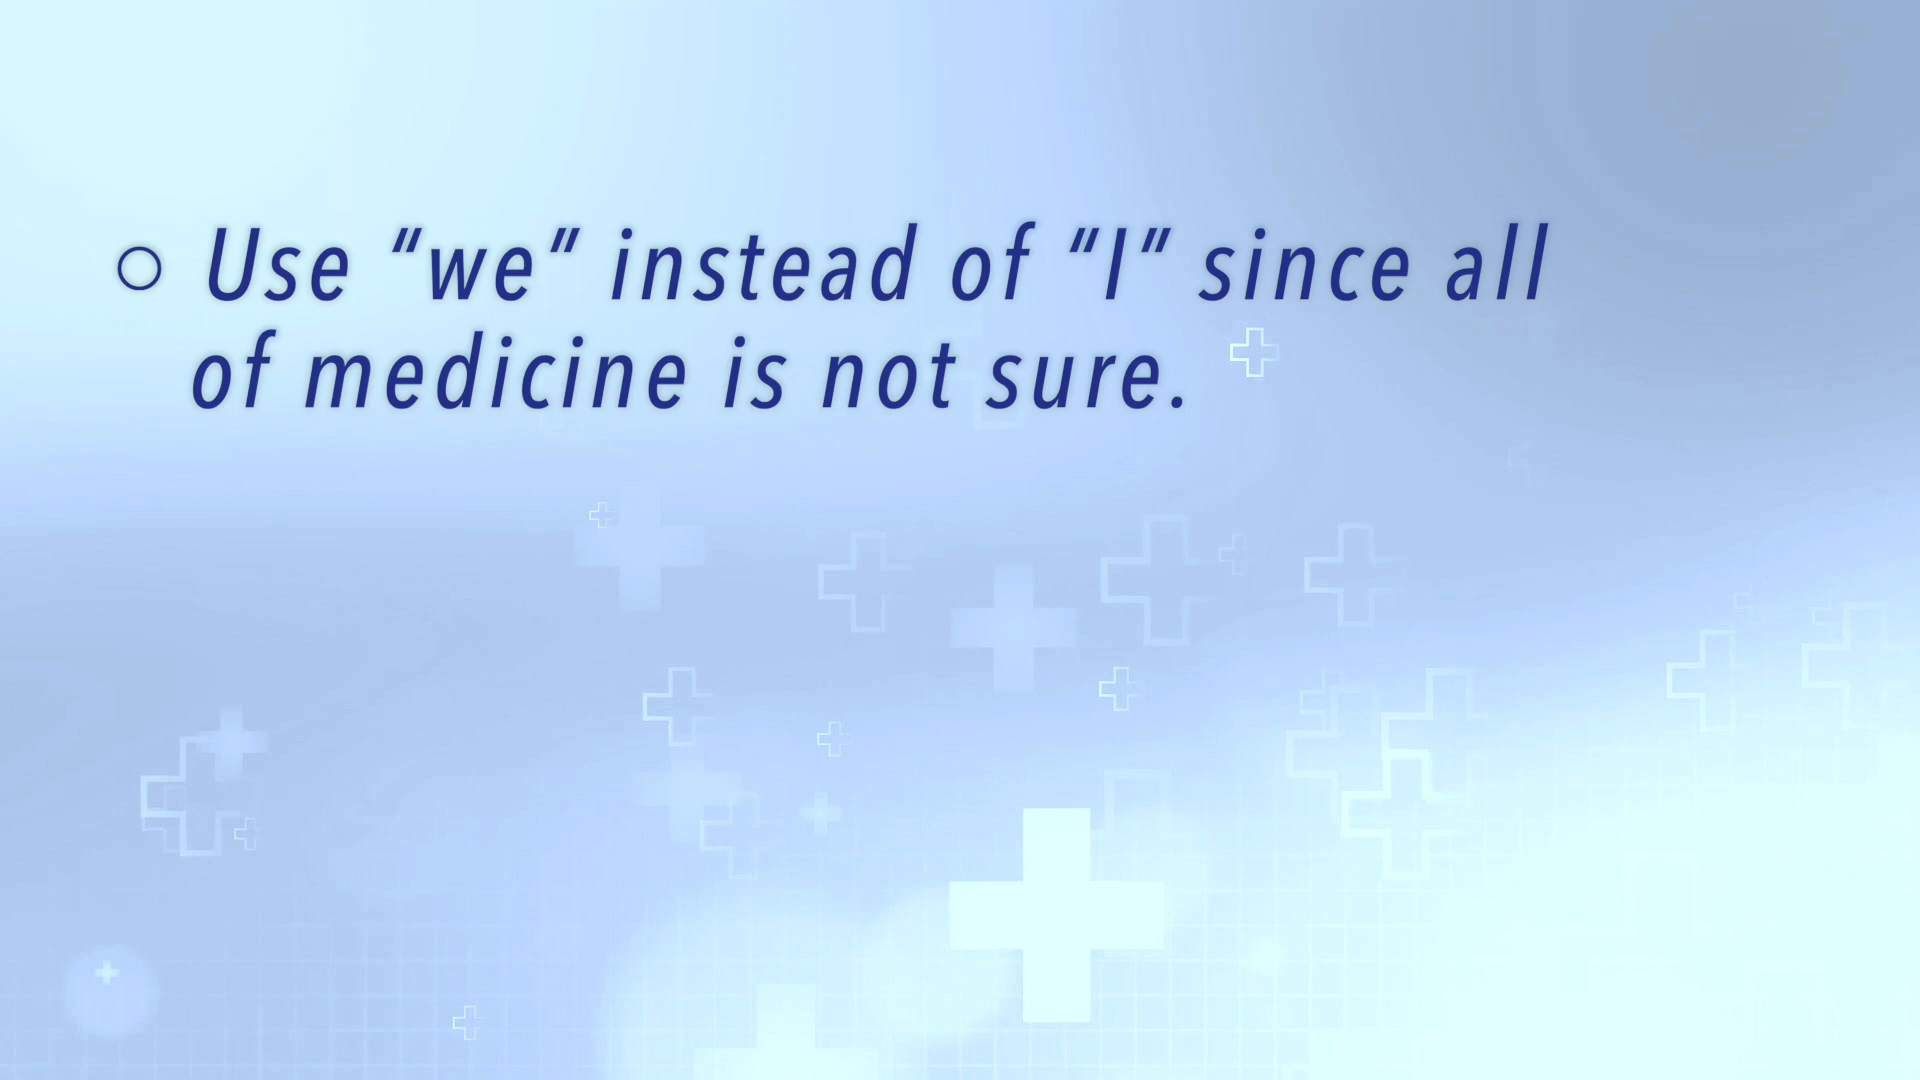 ○ Use “we” instead of “I” since all
of medicine is not sure.